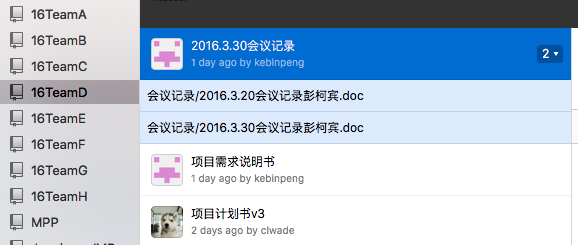 16TeamA
16TeamB
16TeamC
16TeamD
16TeamE
16TeamF
16TeamG
16TeamH
MPP
2016.3.30会议记录
1 day ago by kebinpeng
2
会议记录/2016.3.20会议记录彭柯宾.doc
会议记录/2016.3.30会议记录彭柯宾.doc
项目需求说明书
1 day ago by kebinpeng
项目计划书v3
2 days ago by clwade